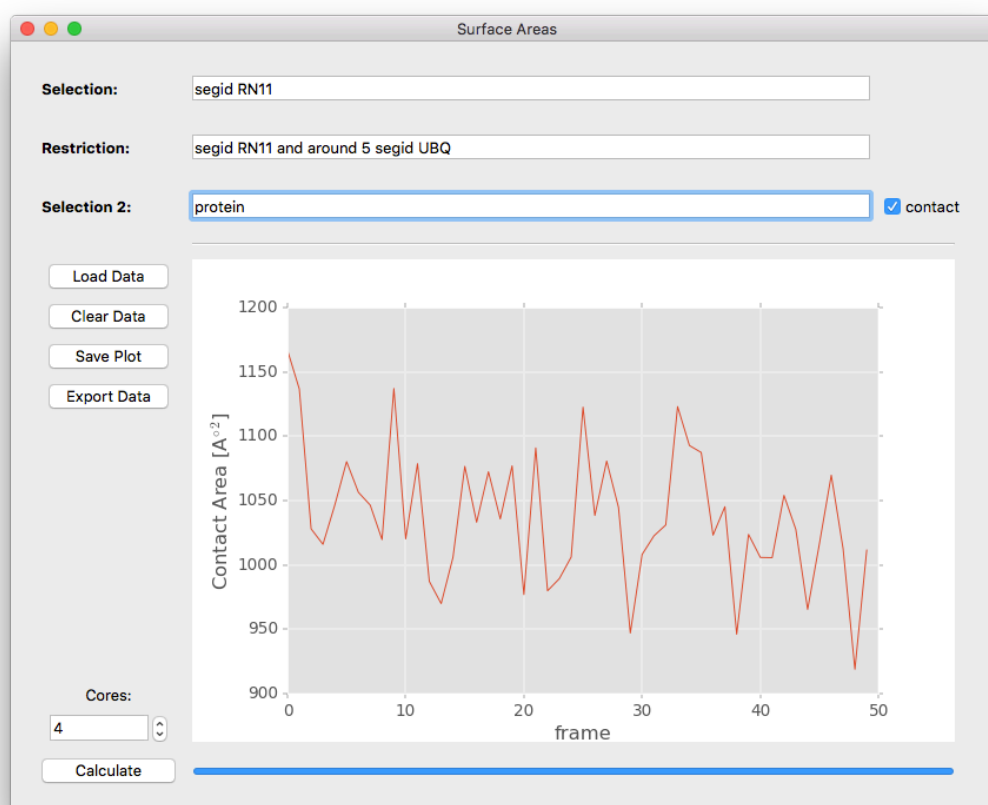 Surface Areas
Selection:
segid RN11
Restriction:
segid RN11 and around 5 segid UBQ
Selection 2:
protein
contact
Load Data
Clear Data
Save Plot
Export Data
Cores:
4
Calculate
1200
1150
1100
1050
1000
950
900
Contact Area [A°²]
0 10 20 30 40 50
frame